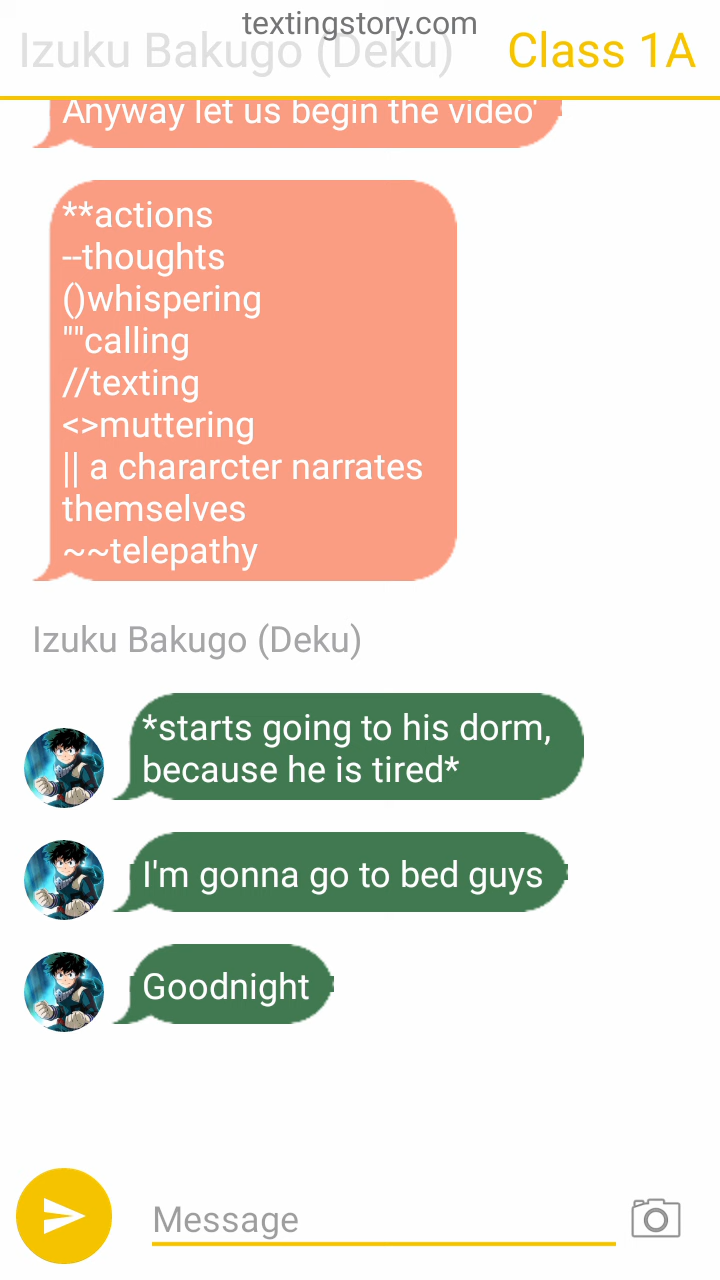 textingstory.com
Izuku Bakugo (Deku) Class 1A
Anyway let us begin the video'
**actions
--thoughts
()whispering
""calling
//texting
<>muttering
|| a chararcter narrates
themselves
~~telepathy
Izuku Bakugo (Deku)
*starts going to his dorm,
because he is tired*
I'm gonna go to bed guys
Goodnight
Message